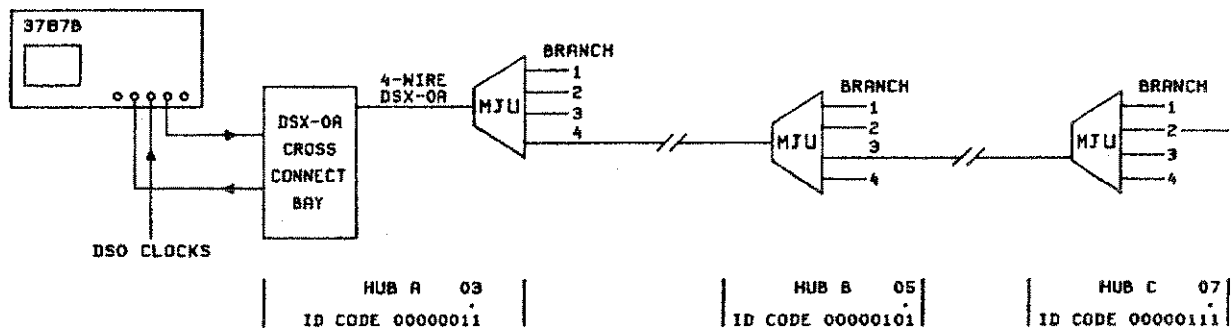 3787B
DSX-0A
CROSS
CONNECT
BAY
DSO CLOCKS
4-WIRE
DSX-0A
MJU
BRANCH
1
2
3
4
MJU
BRANCH
1
2
3
4
MJU
BRANCH
1
2
3
4
HUB A 03
ID CODE 00000011
HUB B 05
ID CODE 00000101
HUB C 07
ID CODE 00000111